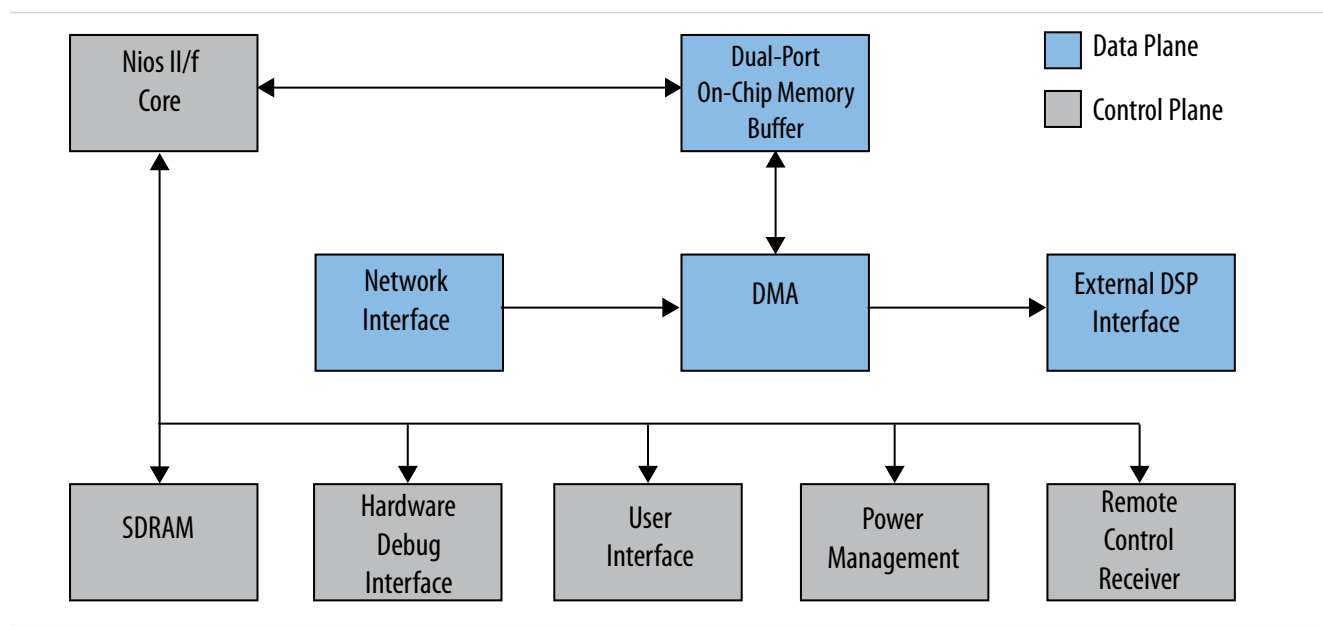 Nios II/f
Core
Dual-Port
On-Chip Memory
Buffer
Data Plane
Control Plane
Network
Interface
DMA
External DSP
Interface
SDRAM
Hardware
Debug
Interface
User
Interface
Power
Management
Remote
Control
Receiver